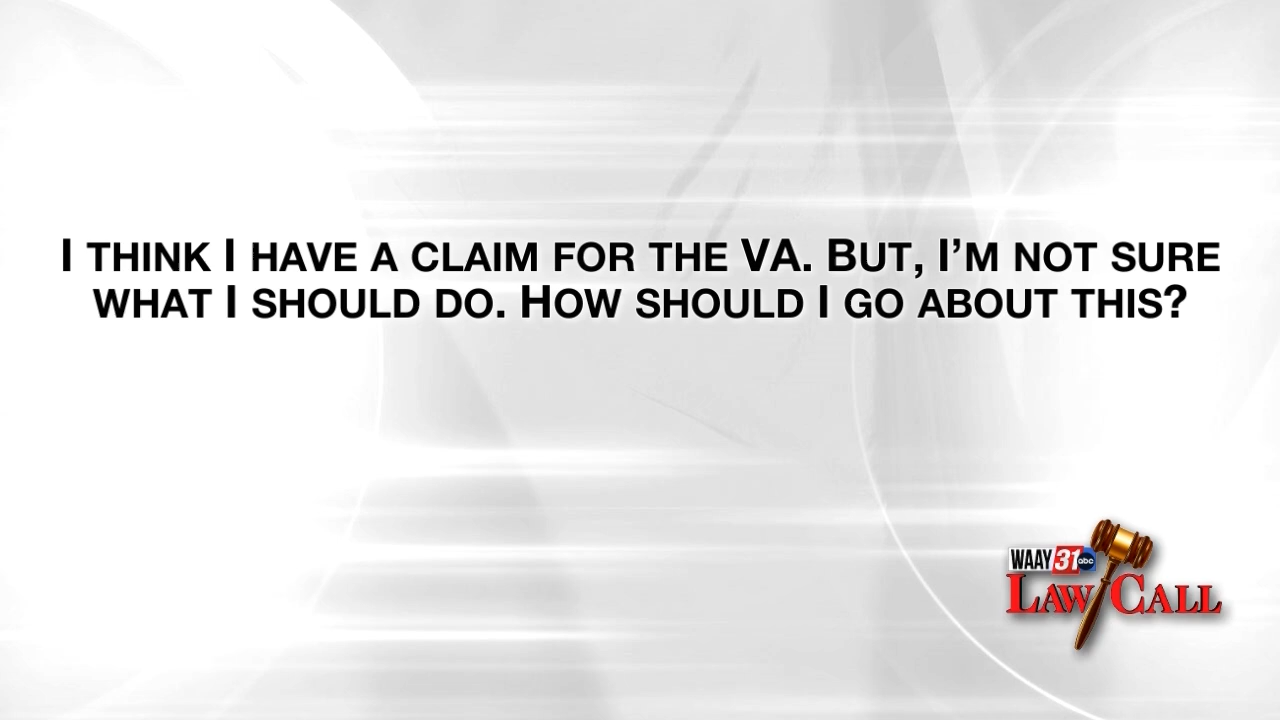 I THINK I HAVE A CLAIM FOR THE VA. BUT, I’M NOT SURE
WHAT I SHOULD DO. HOW SHOULD I GO ABOUT THIS?
WAAY 31 abc
LAW CALL